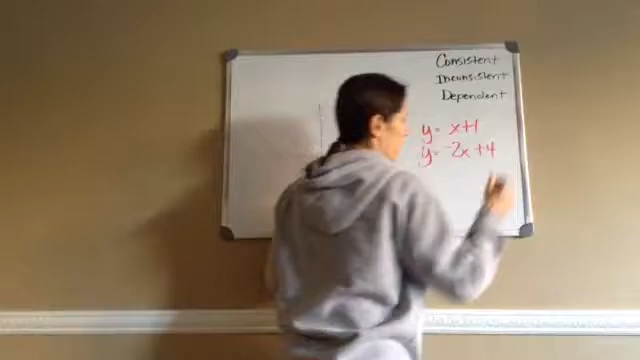 Consistent
Inconsistent
Dependent
y= x+1
y= -2x +4